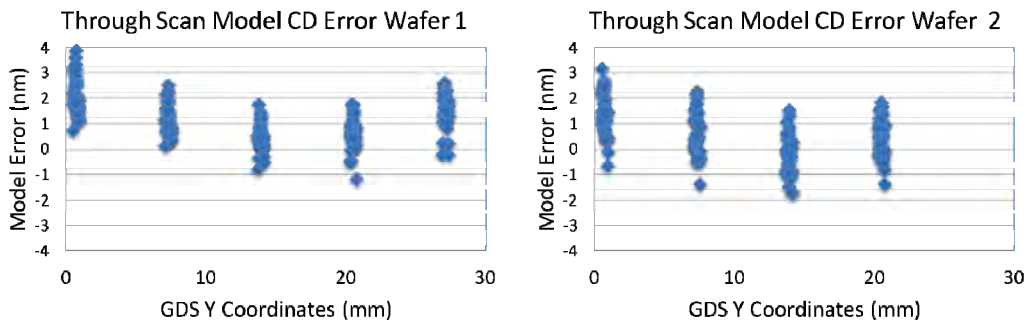 Through Scan Model CD Error Wafer 1
Model Error (nm)
4
3
2
1
0
-1
-2
-3
-4
0 10 20 30
GDS Y Coordinates (mm)
Through Scan Model CD Error Wafer 2
Model Error (nm)
4
3
2
1
0
-1
-2
-3
-4
0 10 20 30
GDS Y Coordinates (mm)